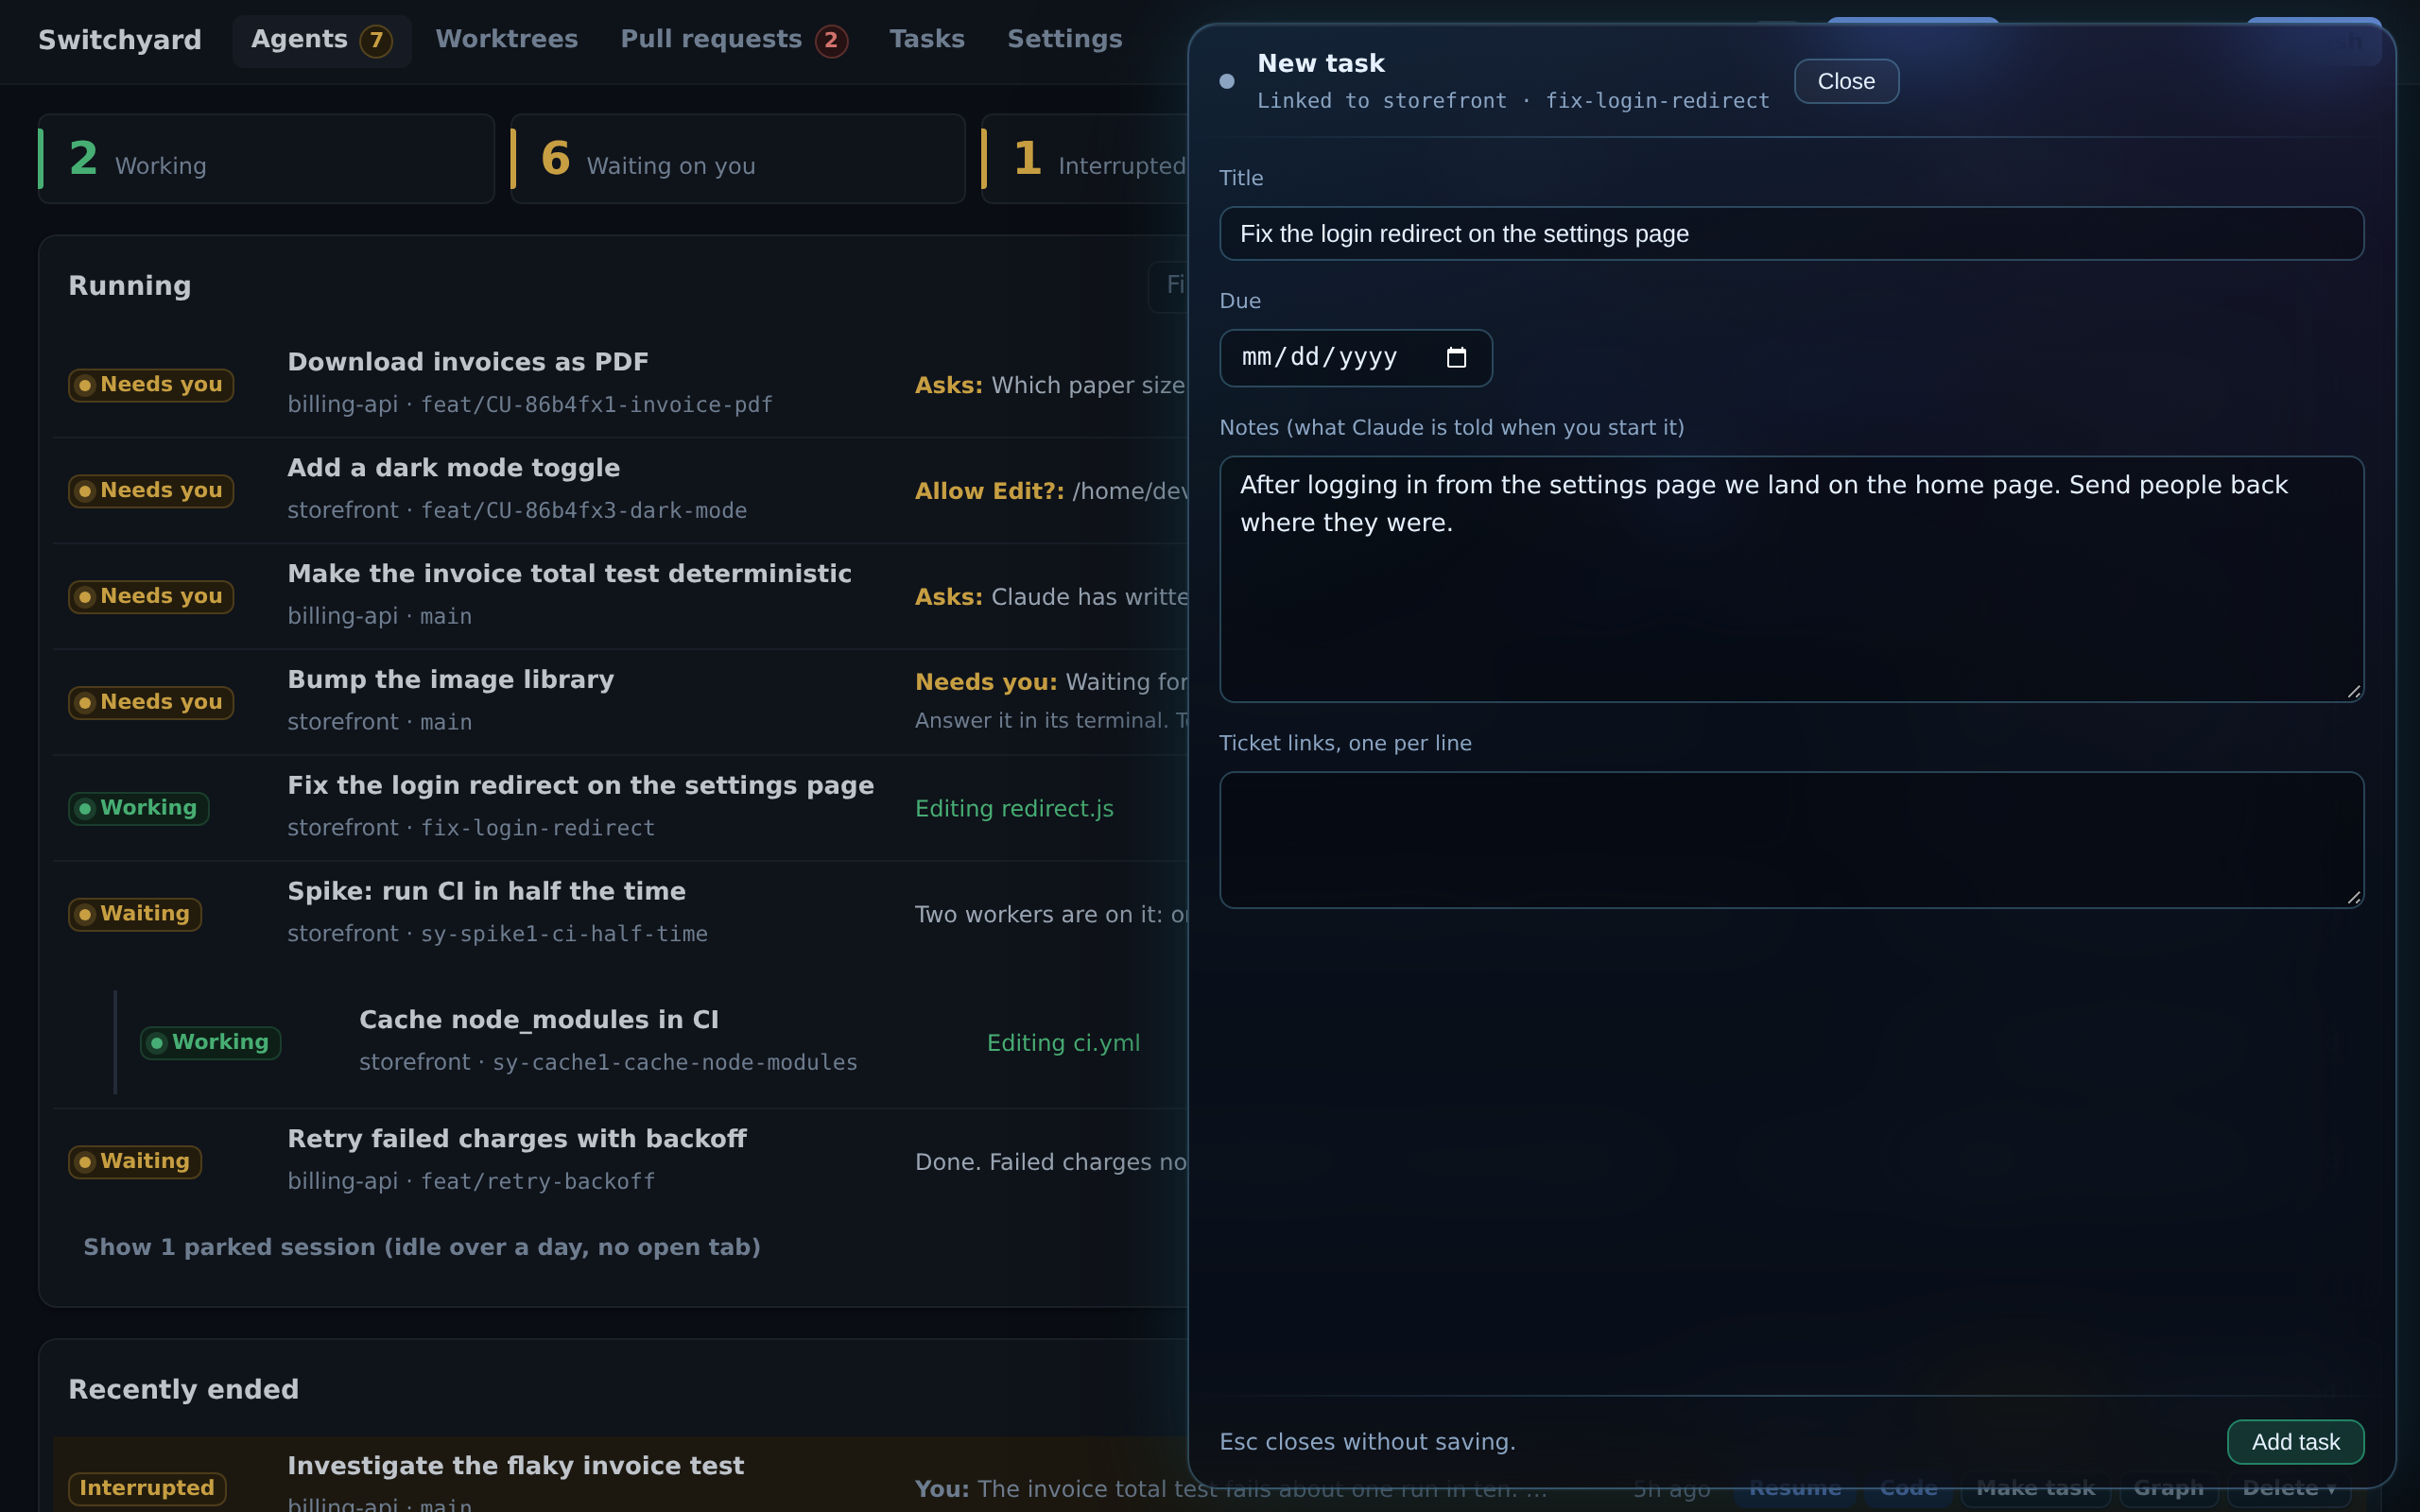 Switchyard Agents 7 Worktrees Pull requests 2 Tasks Settings
2 Working
6 Waiting on you
1 Interrupted
Running
Needs you
Download invoices as PDF
billing-api · feat/CU-86b4fx1-invoice-pdf
Asks: Which paper size
Needs you
Add a dark mode toggle
storefront · feat/CU-86b4fx3-dark-mode
Allow Edit?: /home/dev
Needs you
Make the invoice total test deterministic
billing-api · main
Asks: Claude has writte
Needs you
Bump the image library
storefront · main
Needs you: Waiting for
Answer it in its terminal.
Working
Fix the login redirect on the settings page
storefront · fix-login-redirect
Editing redirect.js
Waiting
Spike: run CI in half the time
storefront · sy-spike1-ci-half-time
Two workers are on it:
Working
Cache node_modules in CI
storefront · sy-cache1-cache-node-modules
Editing ci.yml
Waiting
Retry failed charges with backoff
billing-api · feat/retry-backoff
Done. Failed charges no
Show 1 parked session (idle over a day, no open tab)
Recently ended
Interrupted
Investigate the flaky invoice test
billing-api · main
You: The invoice total test fails about one run in ten. ...
5h ago
Resume Code Make task Graph Delete ▾
New task
Linked to storefront · fix-login-redirect
Close
Title
Fix the login redirect on the settings page
Due
mm/dd/yyyy
Notes (what Claude is told when you start it)
After logging in from the settings page we land on the home page. Send people back
where they were.
Ticket links, one per line
Esc closes without saving.
Add task